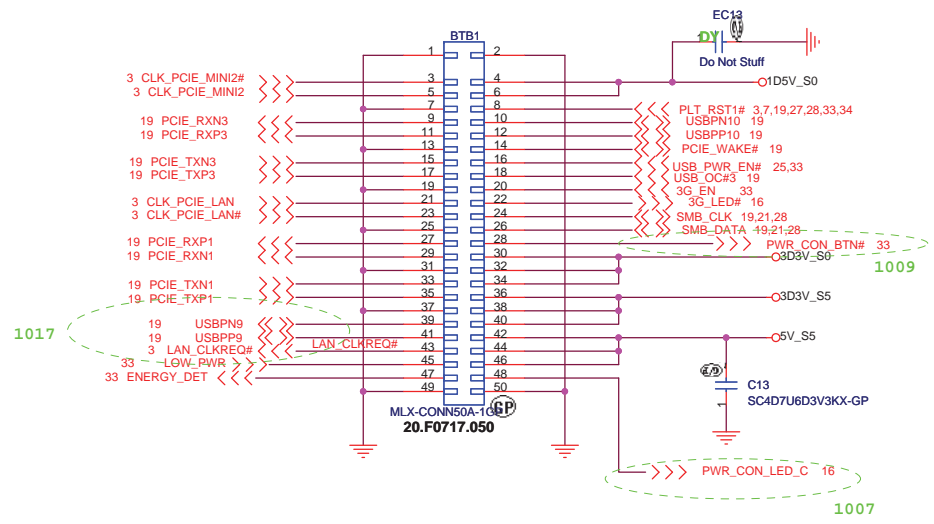 EC13
BTB1
DY
1
Do Not Stuff
1 2
3 CLK_PCIE_MINI2# 3 4 1D5V_S0
3 CLK_PCIE_MINI2 5 6
7 8 PLT_RST1# 3,7,19,27,28,33,34
19 PCIE_RXN3 9 10 USBPN10 19
19 PCIE_RXP3 11 12 USBPP10 19
13 14 PCIE_WAKE# 19
19 PCIE_TXN3 15 16 USB_PWR_EN# 25,33
19 PCIE_TXP3 17 18 USB_OC#3 19
19 20 3G_EN 33
3 CLK_PCIE_LAN 21 22 3G_LED# 16
3 CLK_PCIE_LAN# 23 24 SMB_CLK 19,21,28
25 26 SMB_DATA 19,21,28
19 PCIE_RXP1 27 28 PWR_CON_BTN# 33
19 PCIE_RXN1 29 30 3D3V_S0
1009
31 32
19 PCIE_TXN1 33 34
19 PCIE_TXP1 35 36 3D3V_S5
37 38
1017
19 USBPN9 39 40
19 USBPP9 41 42 5V_S5
3 LAN_CLKREQ# LAN_CLKREQ# 43 44
33 LOW_PWR 45 46
33 ENERGY_DET 47 48
49 50
C13
SC4D7U6D3V3KX-GP
1
MLX-CONN50A-1GP
GP
20.F0717.050
PWR_CON_LED_C 16
1007